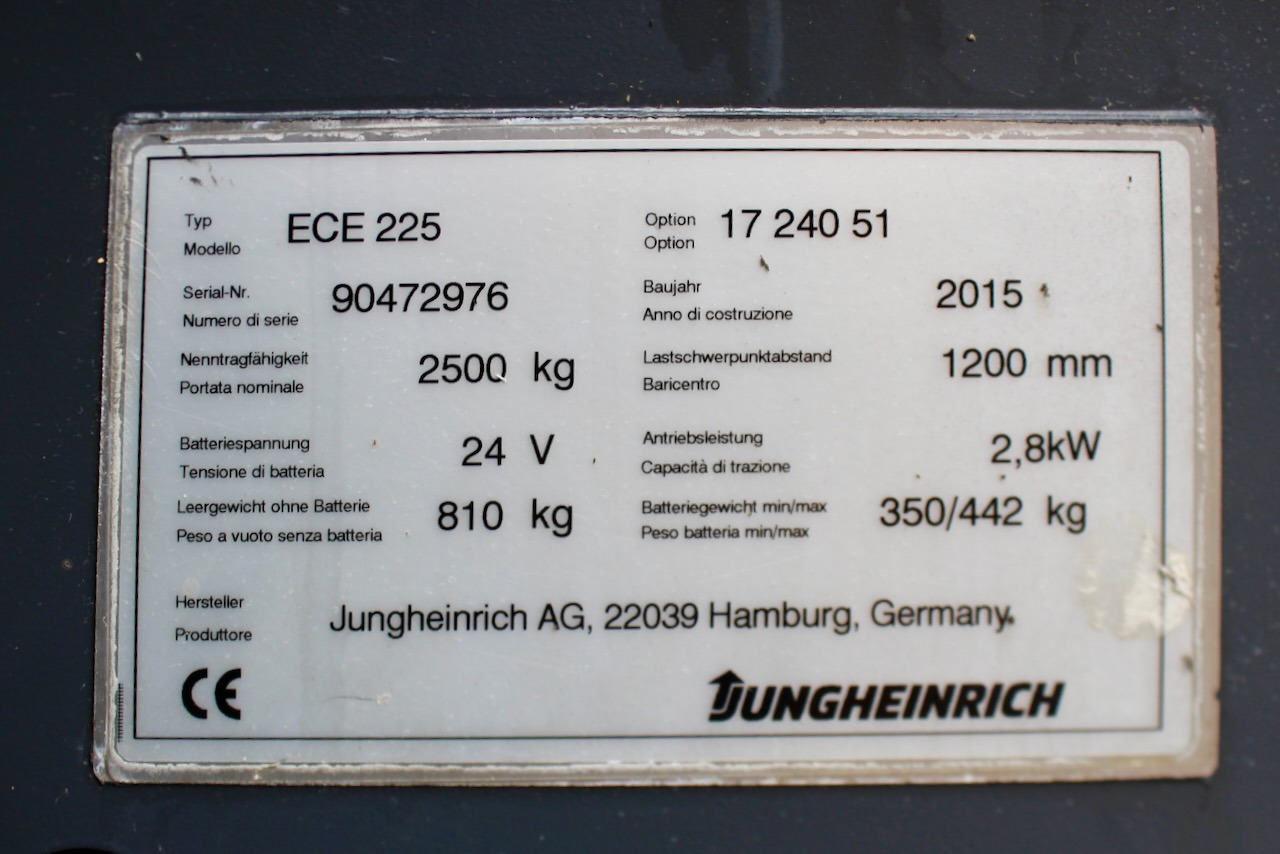 Typ
Modello
ECE 225
Option
Option
17 240 51
Serial-Nr.
Numero di serie
90472976
Baujahr
Anno di costruzione
2015
Nenntragfähigkeit
Portata nominale
2500 kg
Lastschwerpunktabstand
Baricentro
1200 mm
Batteriespannung
Tensione di batteria
24 V
Antriebsleistung
Capacità di trazione
2,8kW
Leergewicht ohne Batterie
Peso a vuoto senza batteria
810 kg
Batteriegewicht min/max
Peso batteria min/max
350/442 kg
Hersteller
Produttore
Jungheinrich AG, 22039 Hamburg, Germany.
CE
JUNGHEINRICH